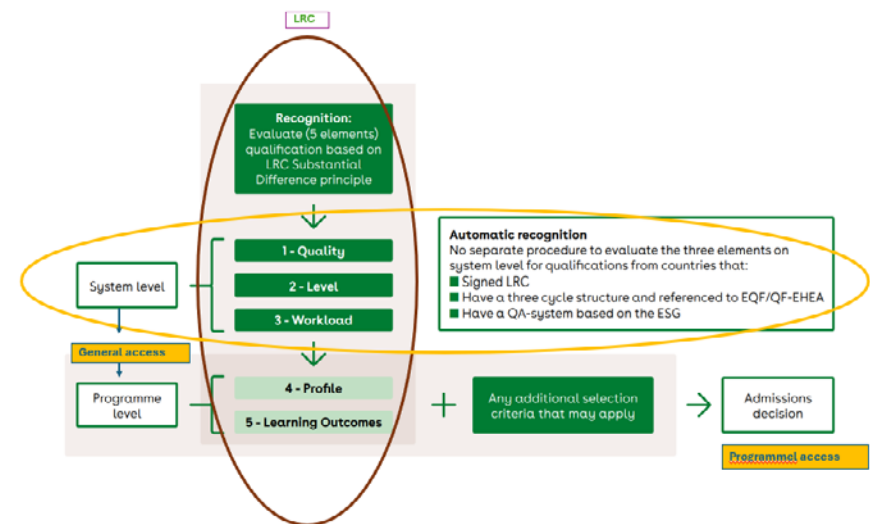 LRC
Recognition:
Evaluate (5 elements)
qualification based on
LRC Substantial
Difference principle
1 - Quality
2 - Level
3 - Workload
System level
Automatic recognition
No separate procedure to evaluate the three elements on
system level for qualifications from countries that:
Signed LRC
Have a three cycle structure and referenced to EQF/QF-EHEA
Have a QA-system based on the ESG
General access
Programme
level
4 - Profile
5 - Learning Outcomes
+
Any additional selection
criteria that may apply
Admissions
decision
Programmel access